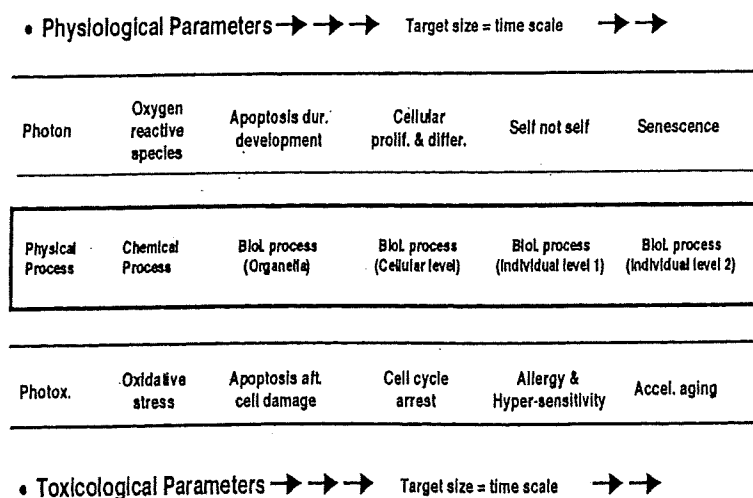 • Physiological Parameters →→→ Target size = time scale →→
Photon
Oxygen
reactive
species
Apoptosis dur.
development
Cellular
prolif. & differ.
Self not self
Senescence
Physical
Process
Chemical
Process
Biol. process
(Organella)
Biol. process
(Cellular level)
Biol. process
(Individual level 1)
Biol. process
(Individual level 2)
Photox.
Oxidative
stress
Apoptosis aft.
cell damage
Cell cycle
arrest
Allergy &
Hyper-sensitivity
Accel. aging
• Toxicological Parameters →→→ Target size = time scale →→